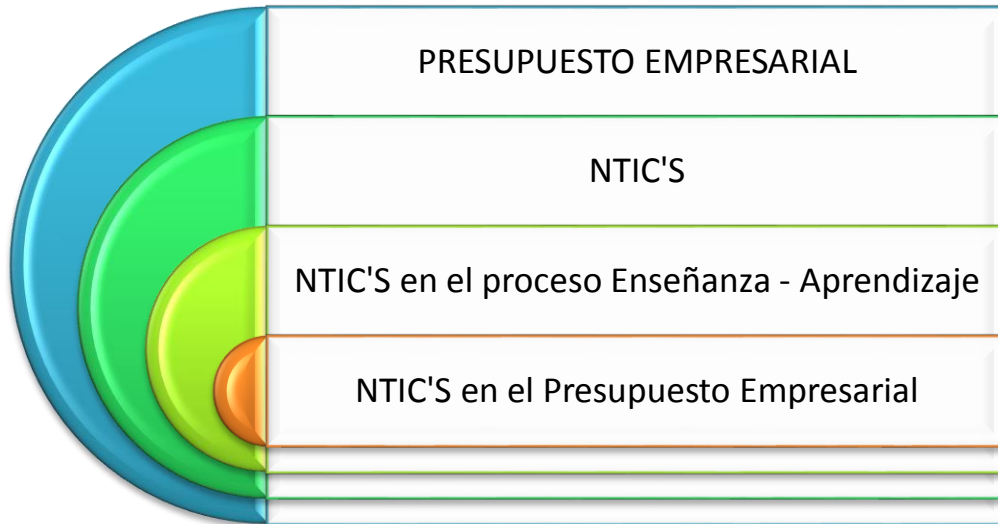 PRESUPUESTO EMPRESARIAL
NTIC'S
NTIC'S en el proceso Enseñanza - Aprendizaje
NTIC'S en el Presupuesto Empresarial